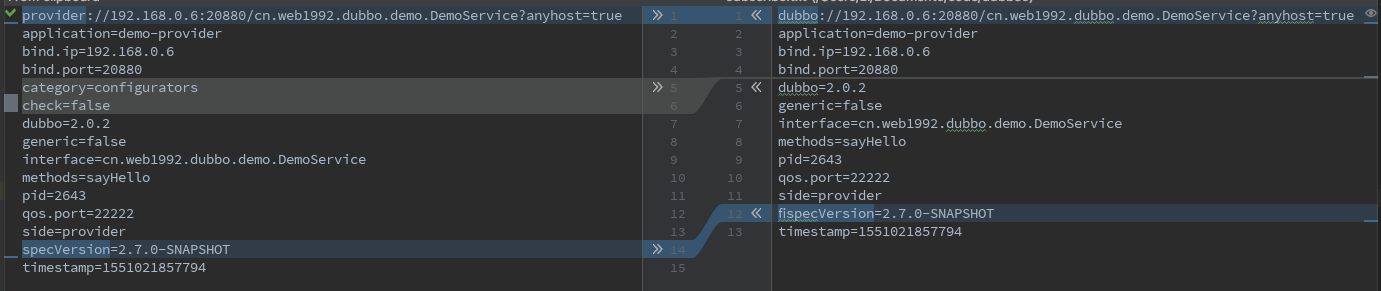 provider://192.168.0.6:20880/cn.web1992.dubbo.demo.DemoService?anyhost=true
application=demo-provider
bind.ip=192.168.0.6
bind.port=20880
category=configurators
check=false
dubbo=2.0.2
generic=false
interface=cn.web1992.dubbo.demo.DemoService
methods=sayHello
pid=2643
qos.port=22222
side=provider
specVersion=2.7.0-SNAPSHOT
timestamp=1551021857794
1
2
3
4
5
6
7
8
9
10
11
12
13
14
15
1
2
3
4
5
6
7
8
9
10
11
12
13
dubbo://192.168.0.6:20880/cn.web1992.dubbo.demo.DemoService?anyhost=true
application=demo-provider
bind.ip=192.168.0.6
bind.port=20880
dubbo=2.0.2
generic=false
interface=cn.web1992.dubbo.demo.DemoService
methods=sayHello
pid=2643
qos.port=22222
side=provider
fispecVersion=2.7.0-SNAPSHOT
timestamp=1551021857794